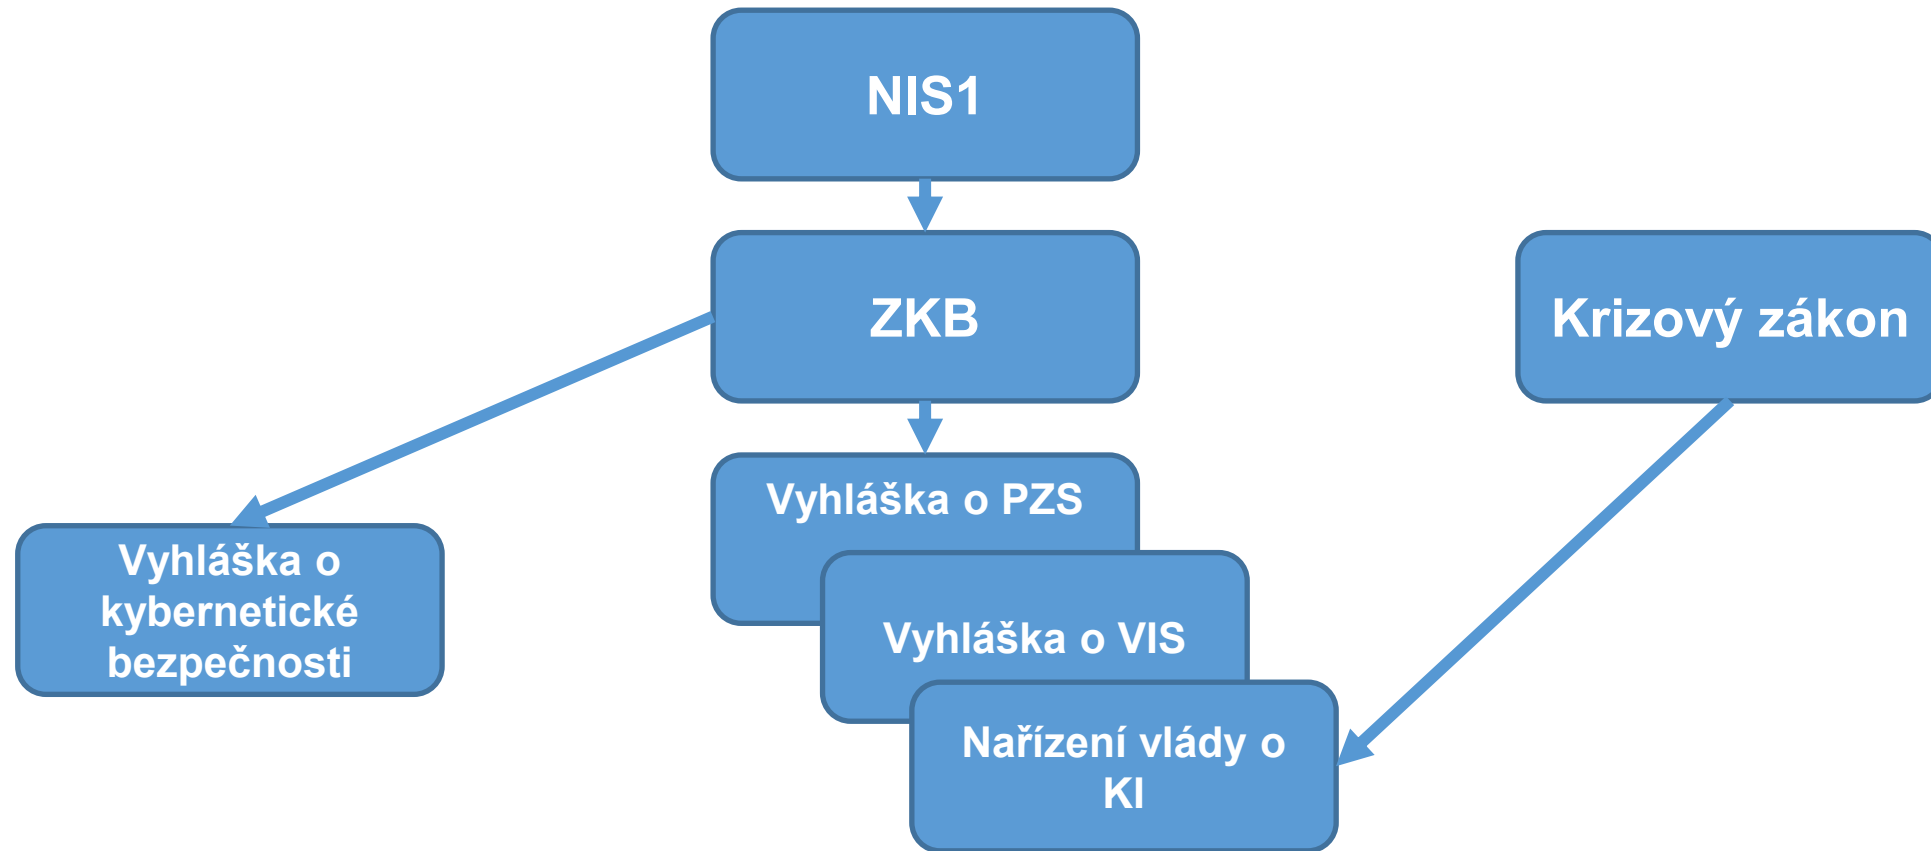 NIS1
ZKB
Krizový zákon
Vyhláška o PZS
Vyhláška o
kybernetické
bezpečnosti
Vyhláška o VIS
Nařízení vlády o
KI